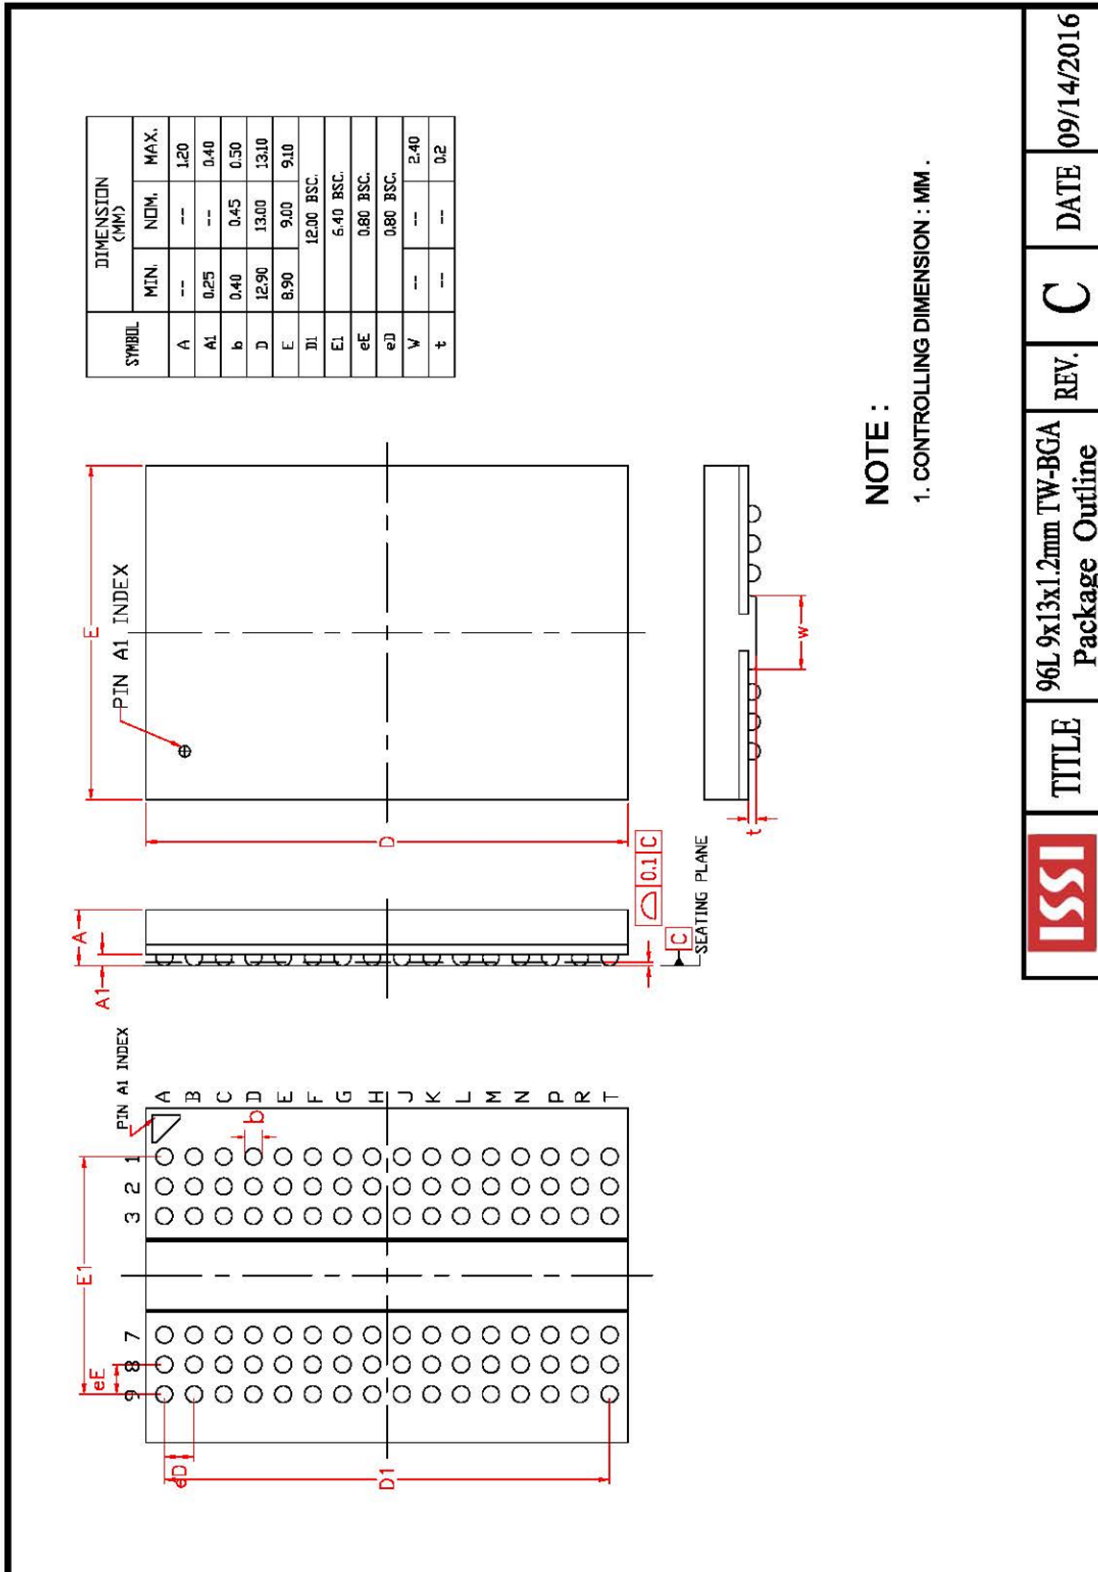 SYMBOL DIMENSION
(MM)
MIN. NOM. MAX.
A -- -- 1.20
A1 0.25 -- 0.40
b 0.40 0.45 0.50
D 12.90 13.00 13.10
E 8.90 9.00 9.10
D1 12.00 BSC.
E1 6.40 BSC.
eE 0.80 BSC.
eD 0.80 BSC.
W -- -- 2.40
t -- -- 0.2
E
PIN A1 INDEX
D
A
A1
0.1 C
C
SEATING PLANE
t
w
PIN A1 INDEX
E1
eE
9 8 7 3 2 1
A
B
C
D
E
F
G
H
J
K
L
M
N
P
R
T
b
eD
D1
NOTE :
1. CONTROLLING DIMENSION : MM .
ISSI
TITLE
96L 9x13x1.2mm TW-BGA
Package Outline
REV.
C
DATE
09/14/2016